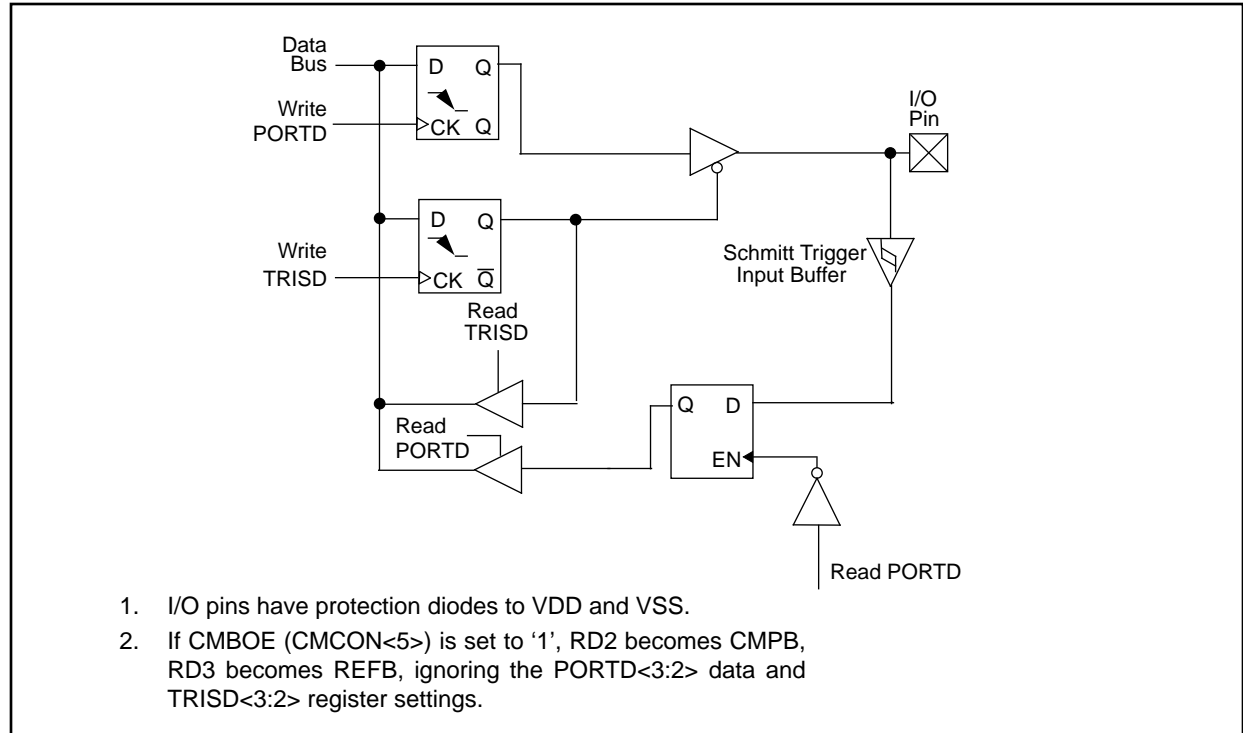 Data
Bus
D Q
Write
PORTD
CK Q
I/O
Pin
D Q
Write
TRISD
CK Q̅
Schmitt Trigger
Input Buffer
Read
TRISD
Q D
Read
PORTD
EN
Read PORTD
1. I/O pins have protection diodes to VDD and VSS.
2. If CMBOE (CMCON<5>) is set to ‘1’, RD2 becomes CMPB,
RD3 becomes REFB, ignoring the PORTD<3:2> data and
TRISD<3:2> register settings.